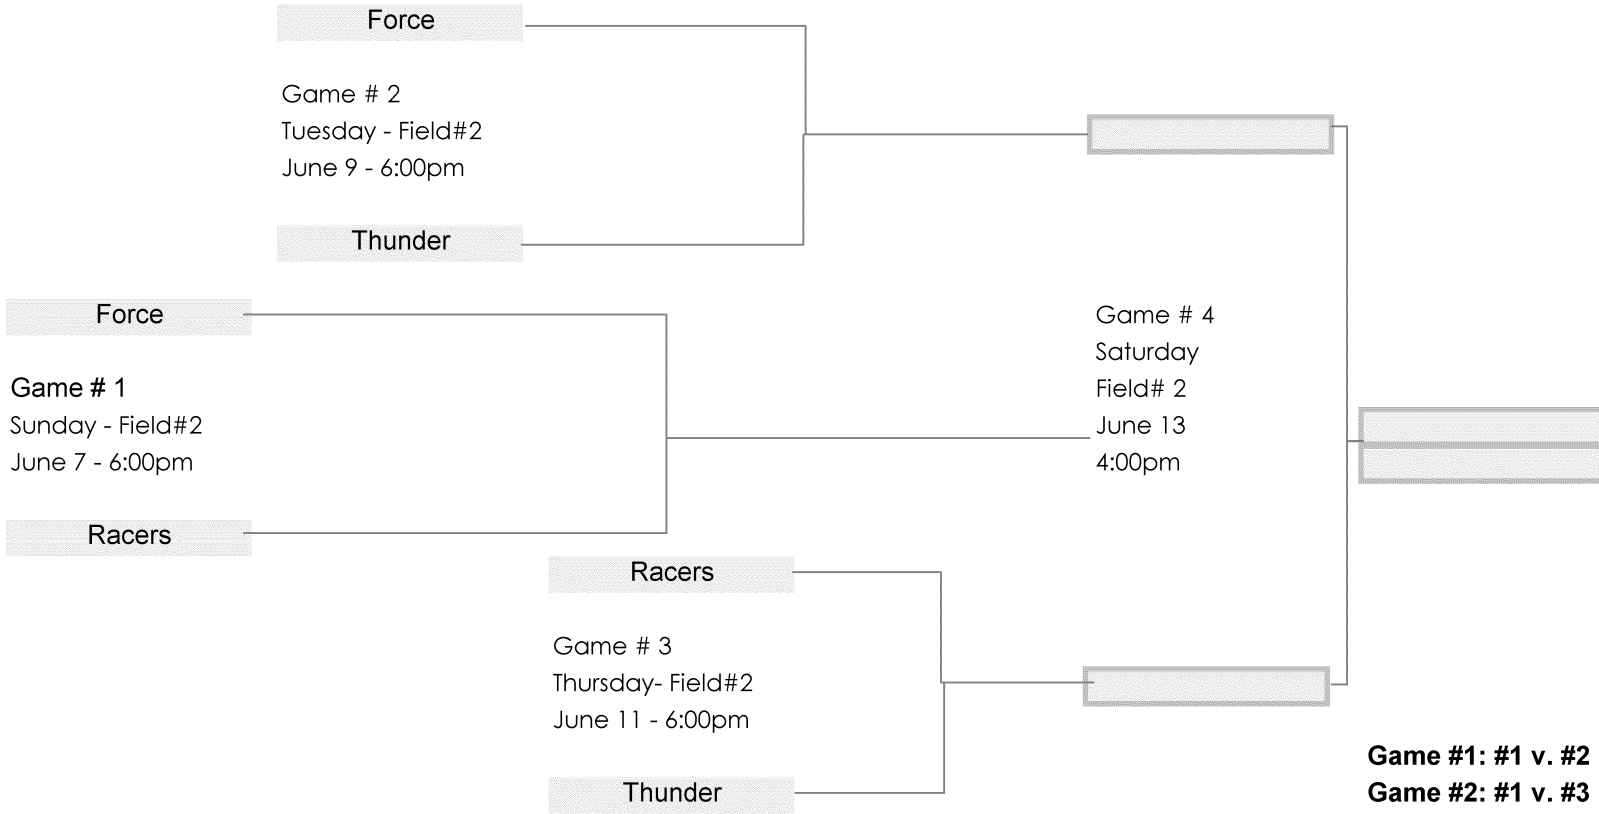 Force
Game # 2
Tuesday - Field#2
June 9 - 6:00pm
Thunder
Force
Game # 1
Sunday - Field#2
June 7 - 6:00pm
Racers
Game # 4
Saturday
Field# 2
June 13
4:00pm
Racers
Game # 3
Thursday- Field#2
June 11 - 6:00pm
Thunder
Game #1: #1 v. #2
Game #2: #1 v. #3